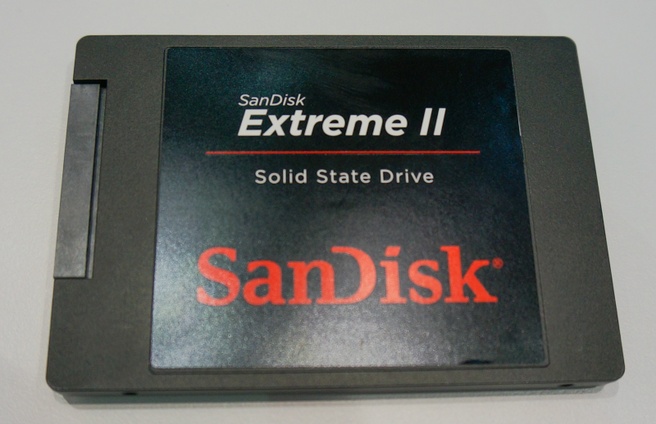 SanDisk
Extreme II
Solid State Drive
SanDisk®